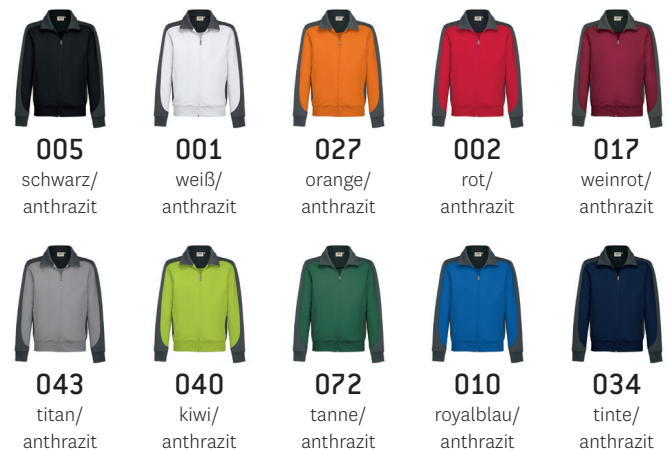 005
schwarz/
anthrazit
001
weiß/
anthrazit
027
orange/
anthrazit
002
rot/
anthrazit
017
weinrot/
anthrazit
043
titan/
anthrazit
040
kiwi/
anthrazit
072
tanne/
anthrazit
010
royalblau/
anthrazit
034
tinte/
anthrazit